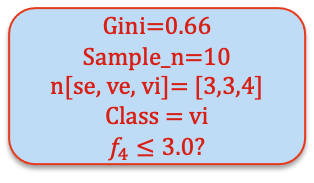 Gini=0.66
Sample_n=10
n[se, ve, vi]= [3,3,4]
Class = vi
f₄ ≤ 3.0?